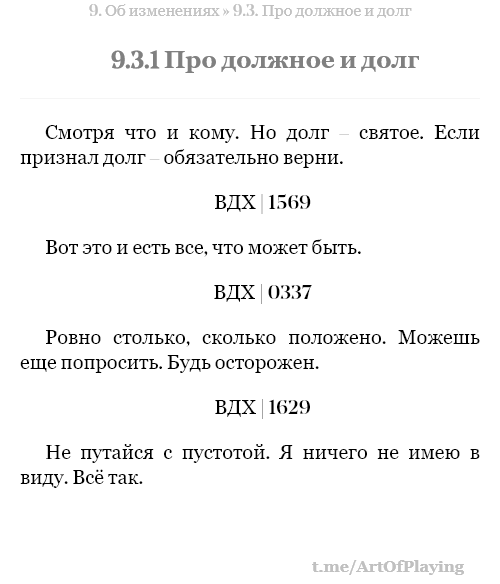 9. Об изменениях » 9.3. Про должное и долг
9.3.1 Про должное и долг
Смотря что и кому. Но долг – святое. Если
признал долг – обязательно верни.
ВДХ | 1569
Вот это и есть все, что может быть.
ВДХ | 0337
Ровно столько, сколько положено. Можешь
еще попросить. Будь осторожен.
ВДХ | 1629
Не путайся с пустотой. Я ничего не имею в
виду. Всё так.
t.me/ArtOfPlaying